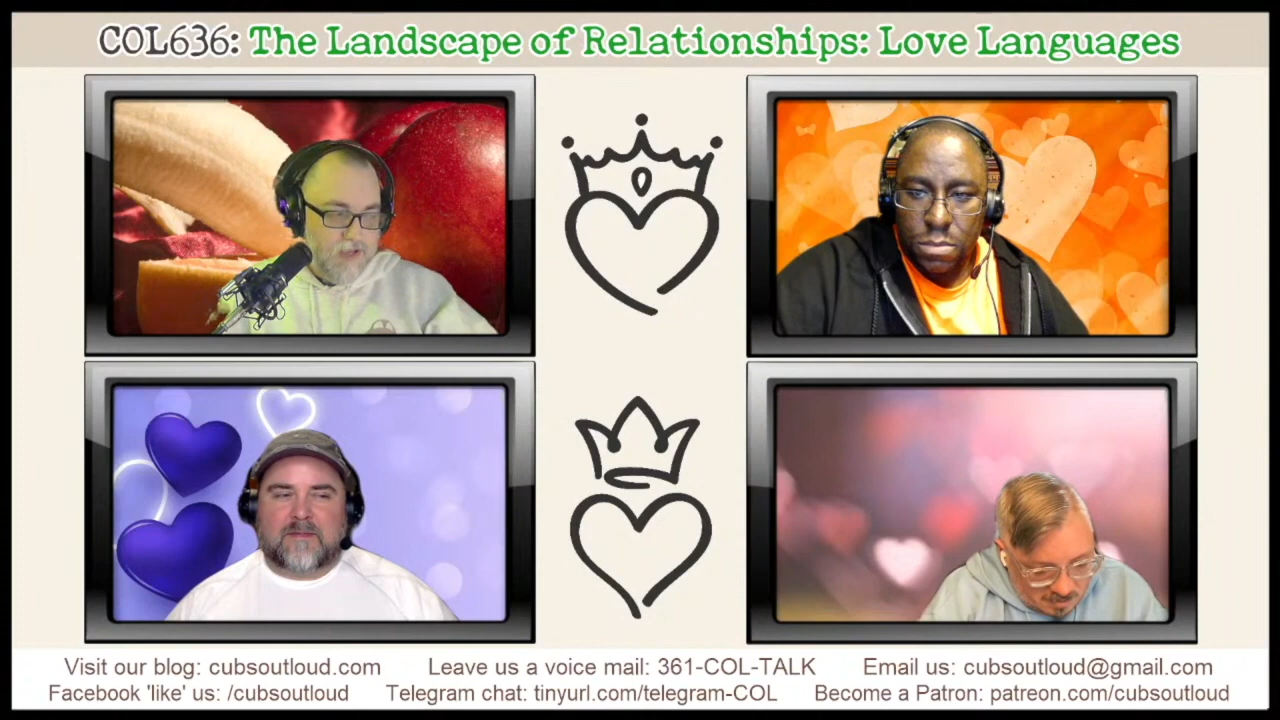 COL636: The Landscape of Relationships: Love Languages
Visit our blog: cubsoutloud.com Leave us a voice mail: 361-COL-TALK Email us: cubsoutloud@gmail.com
Facebook 'like' us: /cubsoutloud Telegram chat: tinyurl.com/telegram-COL Become a Patron: patreon.com/cubsoutloud